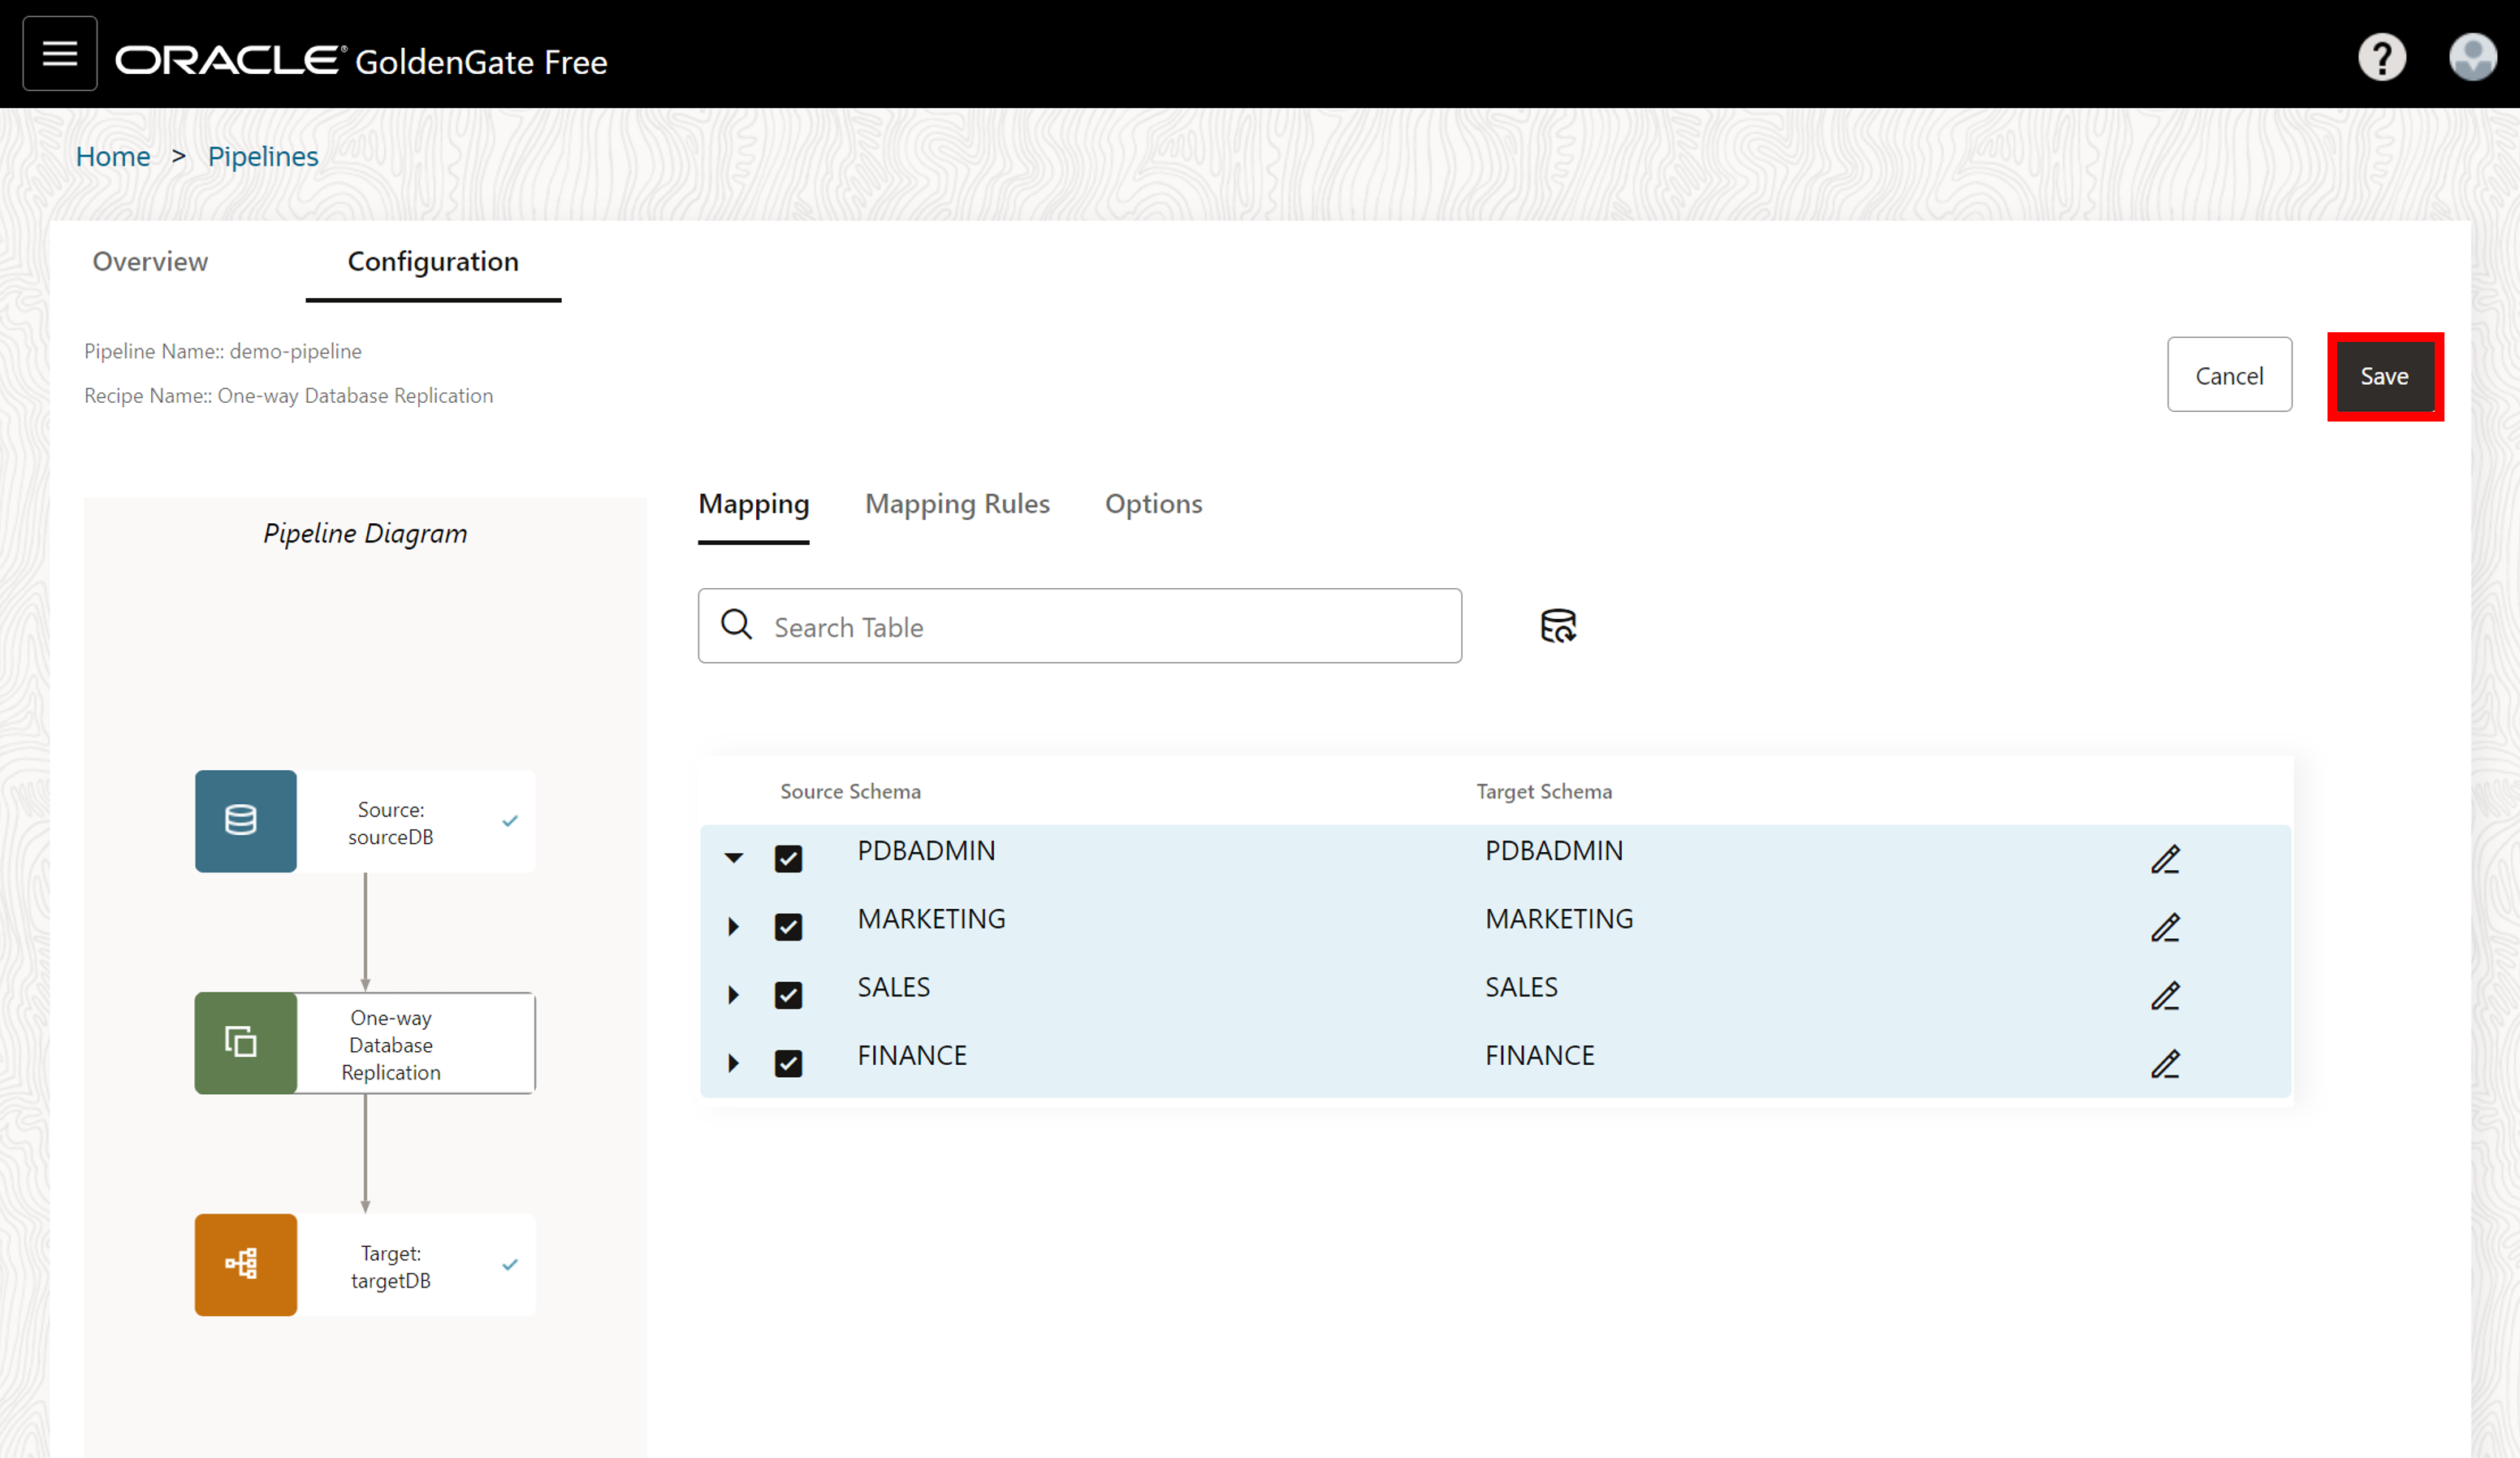 ORACLE® GoldenGate Free
?
Home > Pipelines
Overview Configuration
Pipeline Name:: demo-pipeline
Recipe Name:: One-way Database Replication
Cancel Save
Pipeline Diagram
Source:
sourceDB
One-way
Database
Replication
Target:
targetDB
Mapping Mapping Rules Options
Search Table
Source Schema Target Schema
PDBADMIN PDBADMIN
MARKETING MARKETING
SALES SALES
FINANCE FINANCE